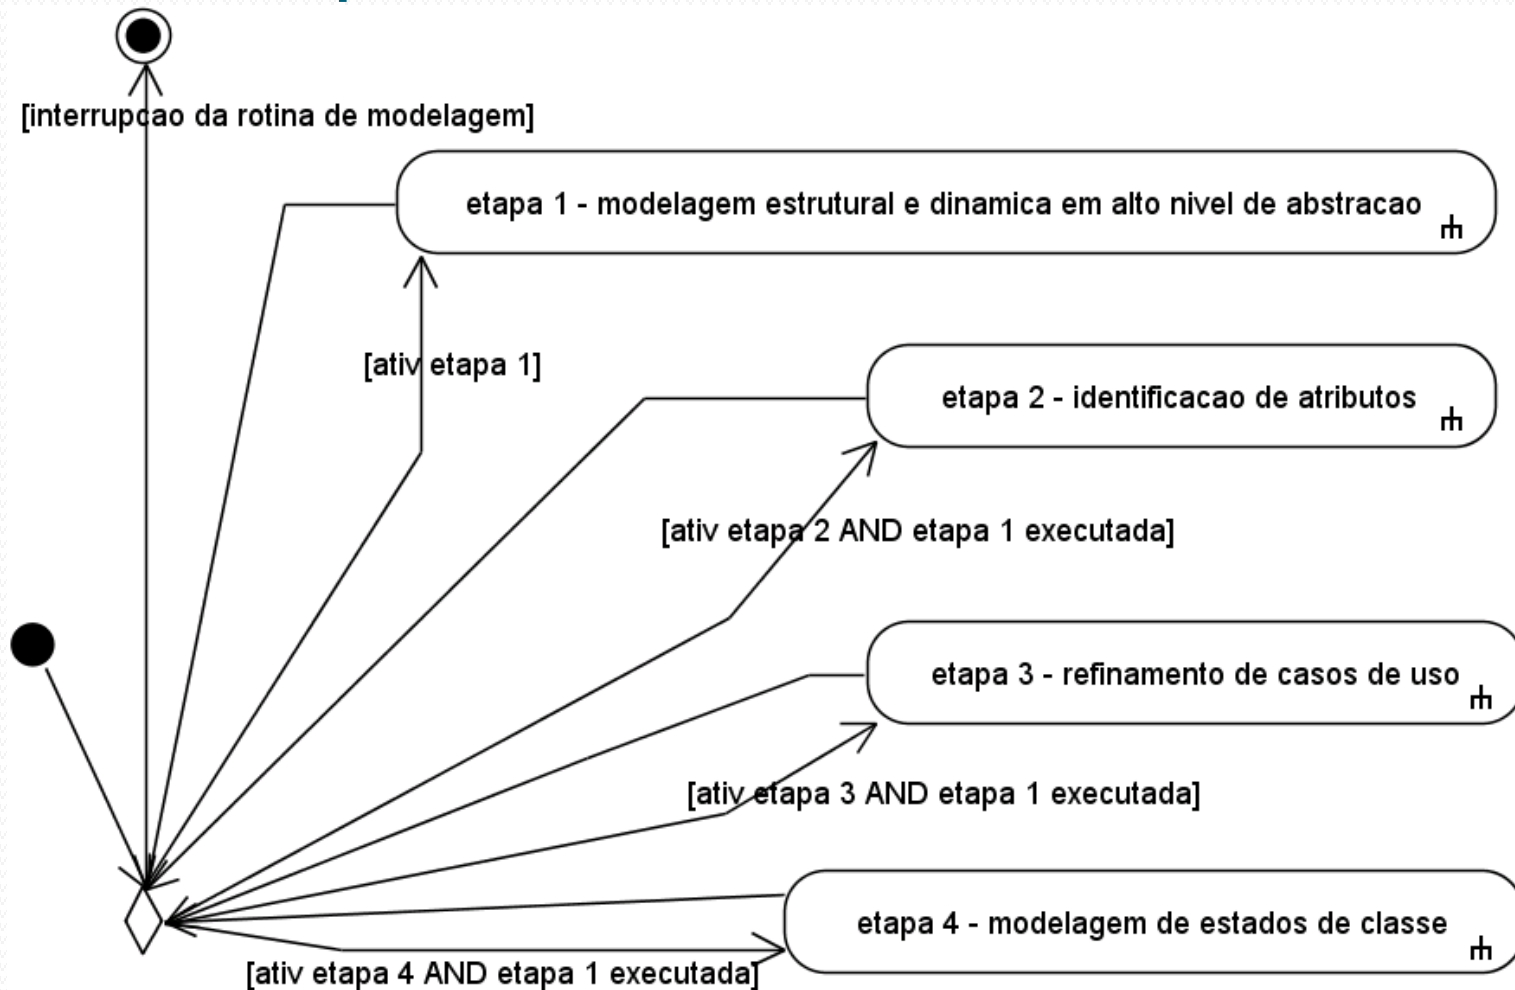 [interrupcao da rotina de modelagem]
etapa 1 - modelagem estrutural e dinamica em alto nivel de abstracao
[ativ etapa 1]
etapa 2 - identificacao de atributos
[ativ etapa 2 AND etapa 1 executada]
etapa 3 - refinamento de casos de uso
[ativ etapa 3 AND etapa 1 executada]
etapa 4 - modelagem de estados de classe
[ativ etapa 4 AND etapa 1 executada]